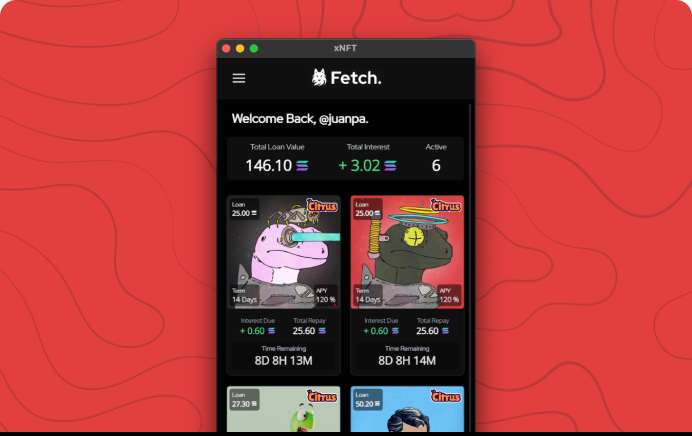 xNFT
Fetch.
Welcome Back, @juanpa.
Total Loan Value
Total Interest
Active
146.10
+ 3.02
6
Loan
25.00
Citrus
Term
14 Days
APY
120 %
Interest Due
Total Repay
+ 0.60
25.60
Time Remaining
8D 8H 13M
Loan
25.00
Citrus
Term
14 Days
APY
120 %
Interest Due
Total Repay
+ 0.60
25.60
Time Remaining
8D 8H 14M
Loan
27.30
Citrus
Loan
50.20
Citrus